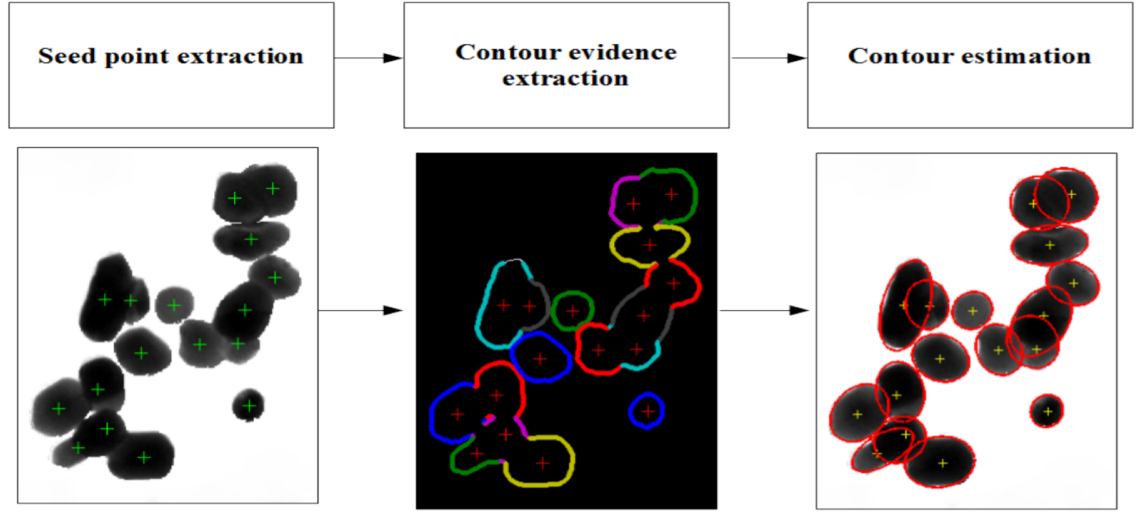 Seed point extraction
Contour evidence
extraction
Contour estimation